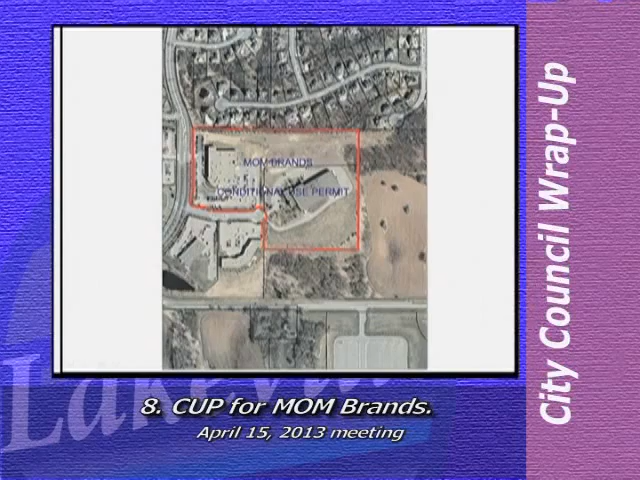 MOM BRANDS
CONDITIONAL USE PERMIT
8. CUP for MOM Brands.
April 15, 2013 meeting
City Council Wrap-Up